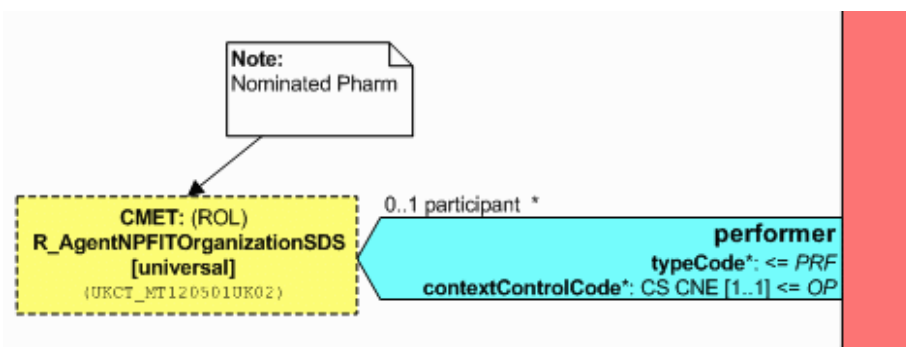 Note:
Nominated Pharm
0..1 participant *
CMET: (ROL)
R_AgentNPFITOrganizationSDS
[universal]
(UKCT_MT120501UK02)
performer
typeCode*: <= PRF
contextControlCode*: CS CNE [1..1] <= OP